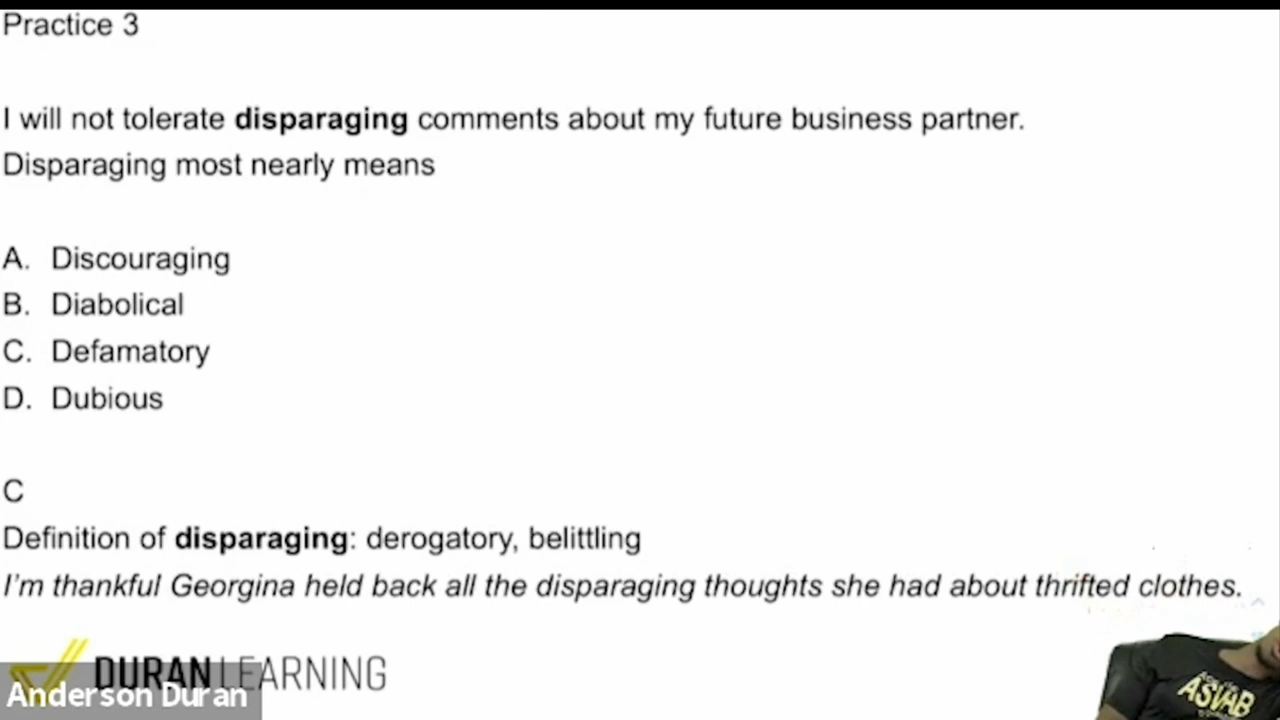 Practice 3
I will not tolerate disparaging comments about my future business partner.
Disparaging most nearly means
A. Discouraging
B. Diabolical
C. Defamatory
D. Dubious
C
Definition of disparaging: derogatory, belittling
I'm thankful Georgina held back all the disparaging thoughts she had about thrifted clothes.
DURAN LEARNING
Anderson Duran
ASVAB